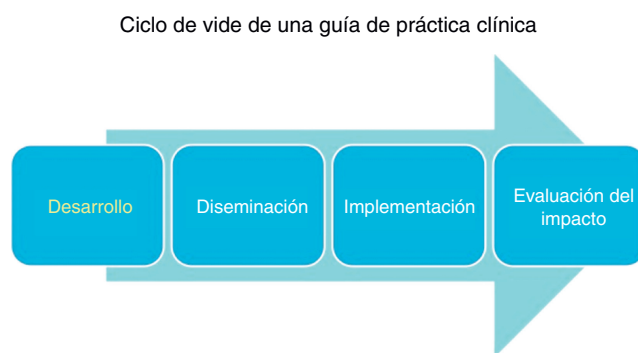 Ciclo de vide de una guía de práctica clínica
Desarrollo
Diseminación
Implementación
Evaluación del
impacto